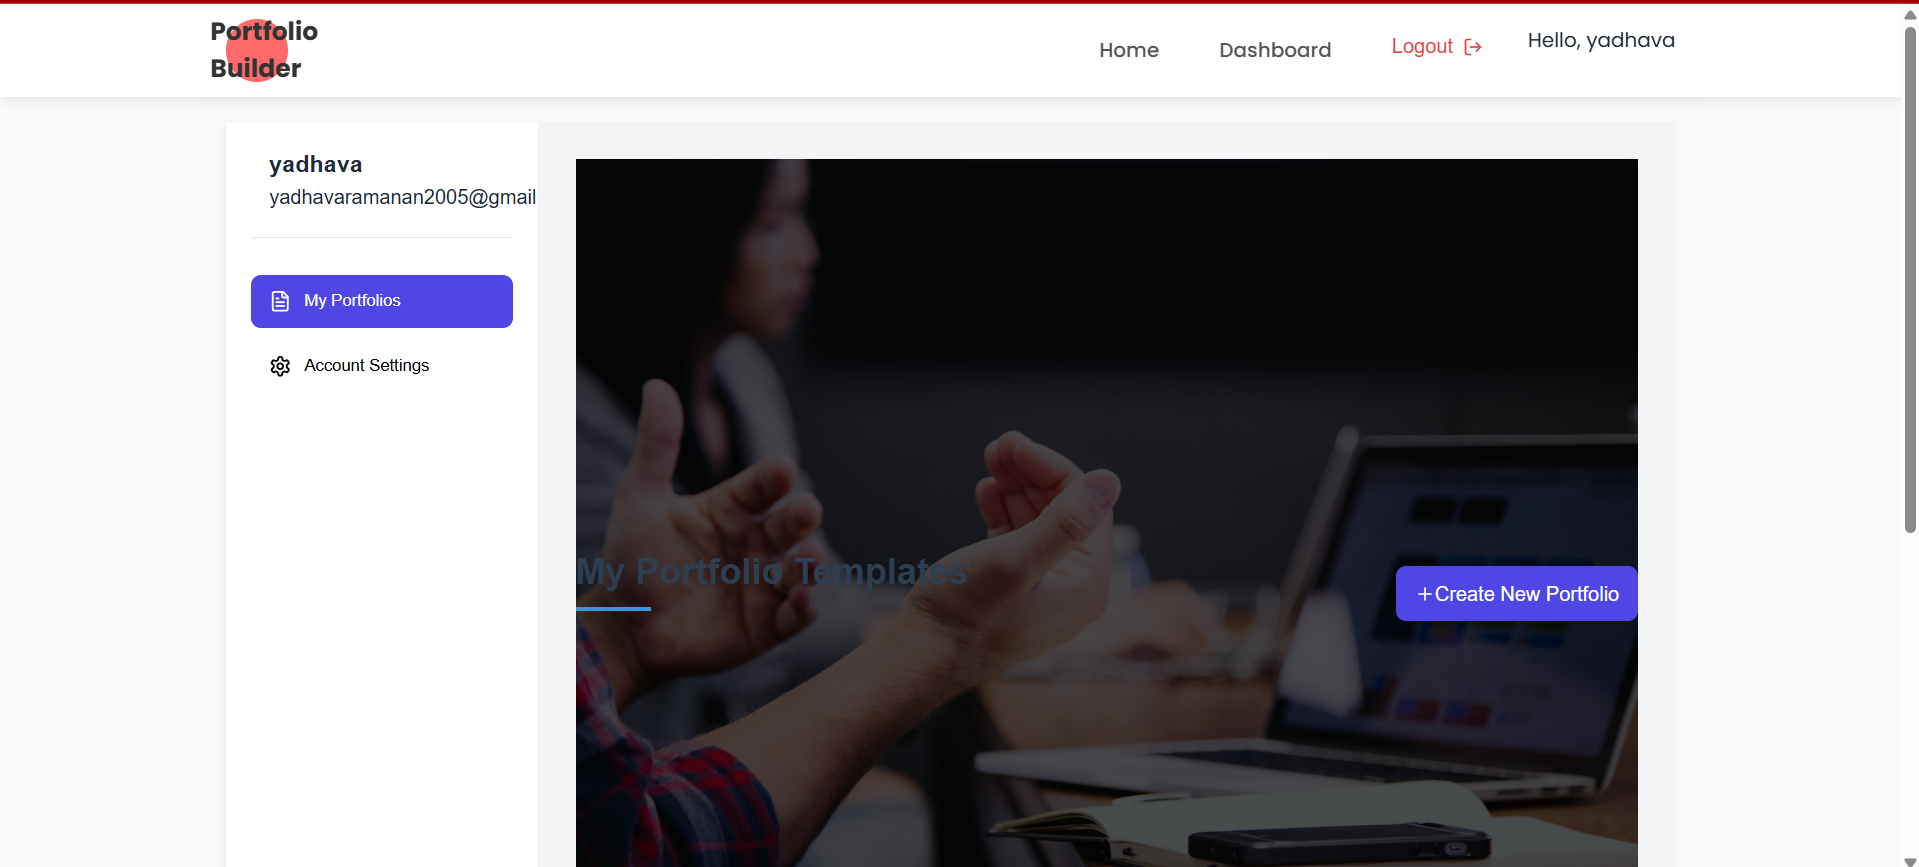 Portfolio
Builder
Home
Dashboard
Logout
Hello, yadhava
yadhava
yadhavaramanan2005@gmail
My Portfolios
Account Settings
My Portfolio Templates
+Create New Portfolio